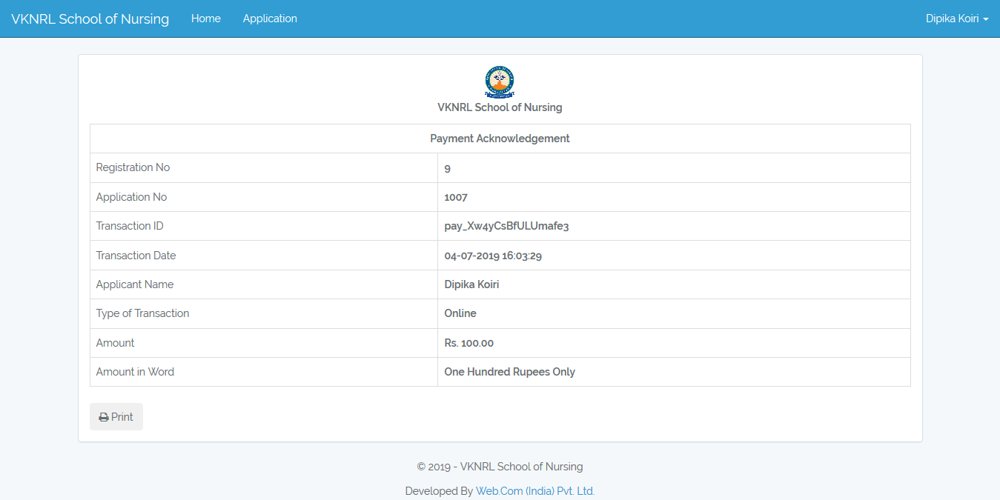 VKNRL School of Nursing Home Application Dipika Koiri
VKNRL School of Nursing
Payment Acknowledgement
Registration No 9
Application No 1007
Transaction ID pay_Xw4yCsBfULUmafe3
Transaction Date 04-07-2019 16:03:29
Applicant Name Dipika Koiri
Type of Transaction Online
Amount Rs. 100.00
Amount in Word One Hundred Rupees Only
Print
© 2019 - VKNRL School of Nursing
Developed By Web.Com (India) Pvt. Ltd.